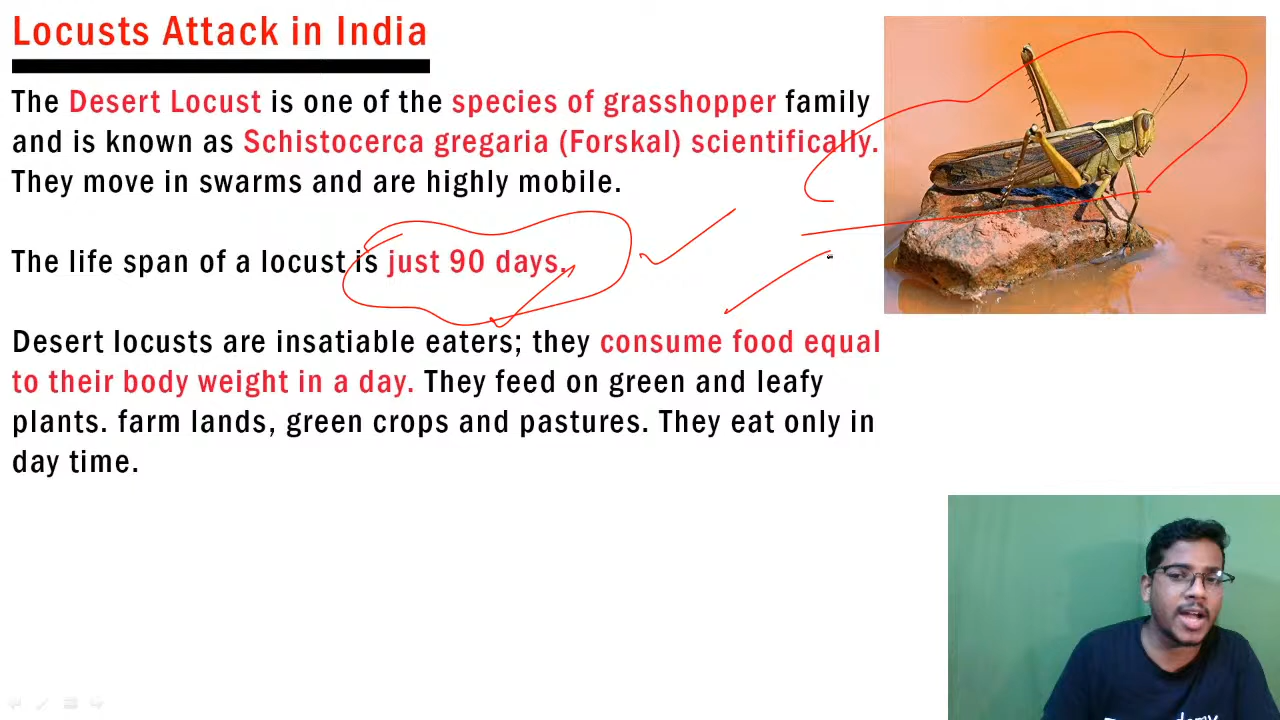 Locusts Attack in India
The Desert Locust is one of the species of grasshopper family
and is known as Schistocerca gregaria (Forskal) scientifically.
They move in swarms and are highly mobile.
The life span of a locust is just 90 days.
Desert locusts are insatiable eaters; they consume food equal
to their body weight in a day. They feed on green and leafy
plants. farm lands, green crops and pastures. They eat only in
day time.